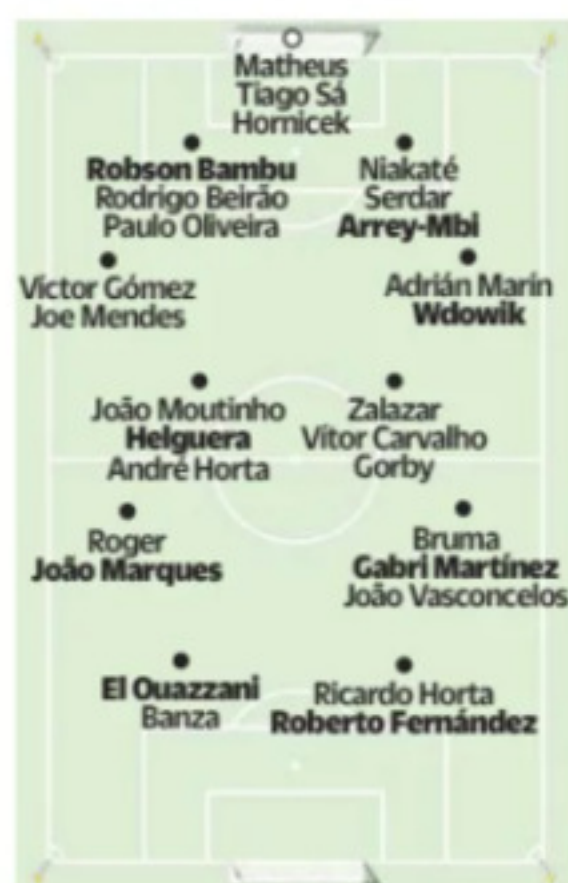 Matheus
Tiago Sá
Hornicek
Robson Bambu
Rodrigo Beirão
Paulo Oliveira
Niakaté
Serdar
Arrey-Mbi
Víctor Gómez
Joe Mendes
Adrián Marín
Wdowik
João Moutinho
Helguera
André Horta
Zalazar
Vítor Carvalho
Gorby
Roger
João Marques
Bruma
Gabri Martínez
João Vasconcelos
El Ouazzani
Banza
Ricardo Horta
Roberto Fernández